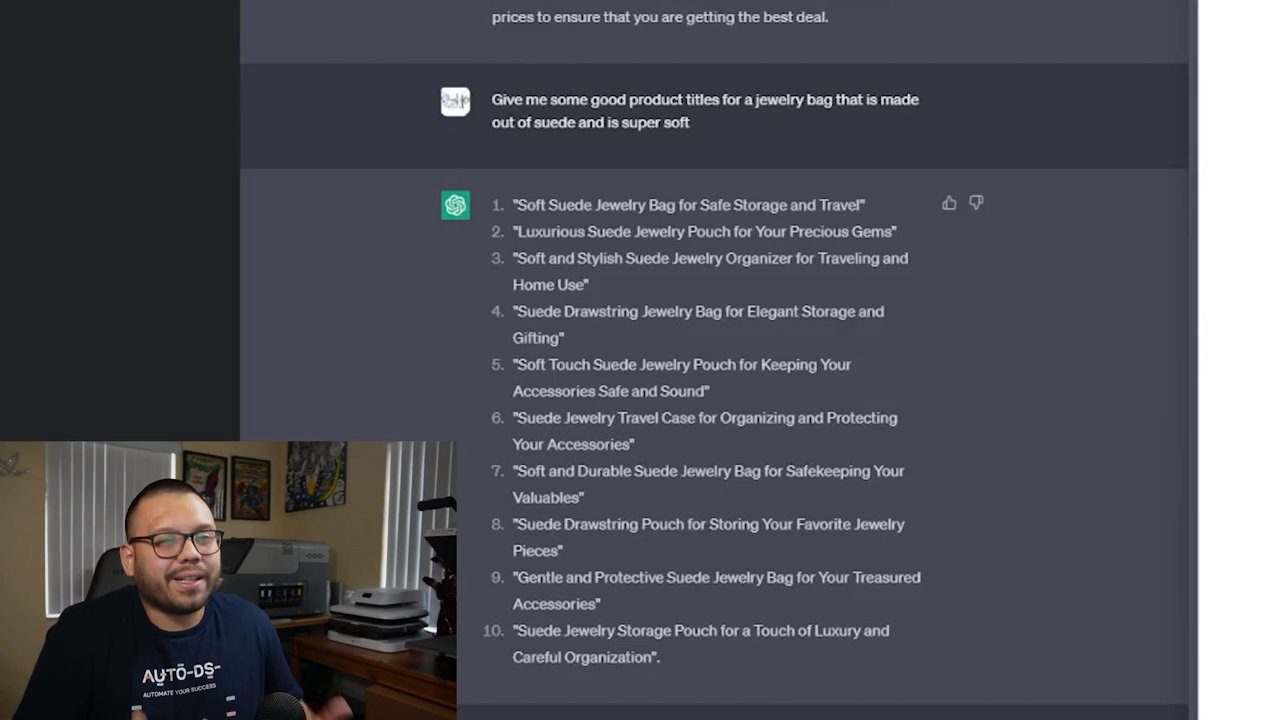 prices to ensure that you are getting the best deal.
Give me some good product titles for a jewelry bag that is made
out of suede and is super soft
1. "Soft Suede Jewelry Bag for Safe Storage and Travel"
2. "Luxurious Suede Jewelry Pouch for Your Precious Gems"
3. "Soft and Stylish Suede Jewelry Organizer for Traveling and
Home Use"
4. "Suede Drawstring Jewelry Bag for Elegant Storage and
Gifting"
5. "Soft Touch Suede Jewelry Pouch for Keeping Your
Accessories Safe and Sound"
6. "Suede Jewelry Travel Case for Organizing and Protecting
Your Accessories"
7. "Soft and Durable Suede Jewelry Bag for Safekeeping Your
Valuables"
8. "Suede Drawstring Pouch for Storing Your Favorite Jewelry
Pieces"
9. "Gentle and Protective Suede Jewelry Bag for Your Treasured
Accessories"
10. "Suede Jewelry Storage Pouch for a Touch of Luxury and
Careful Organization".
AUTO-DS-
AUTOMATE YOUR SUCCESS